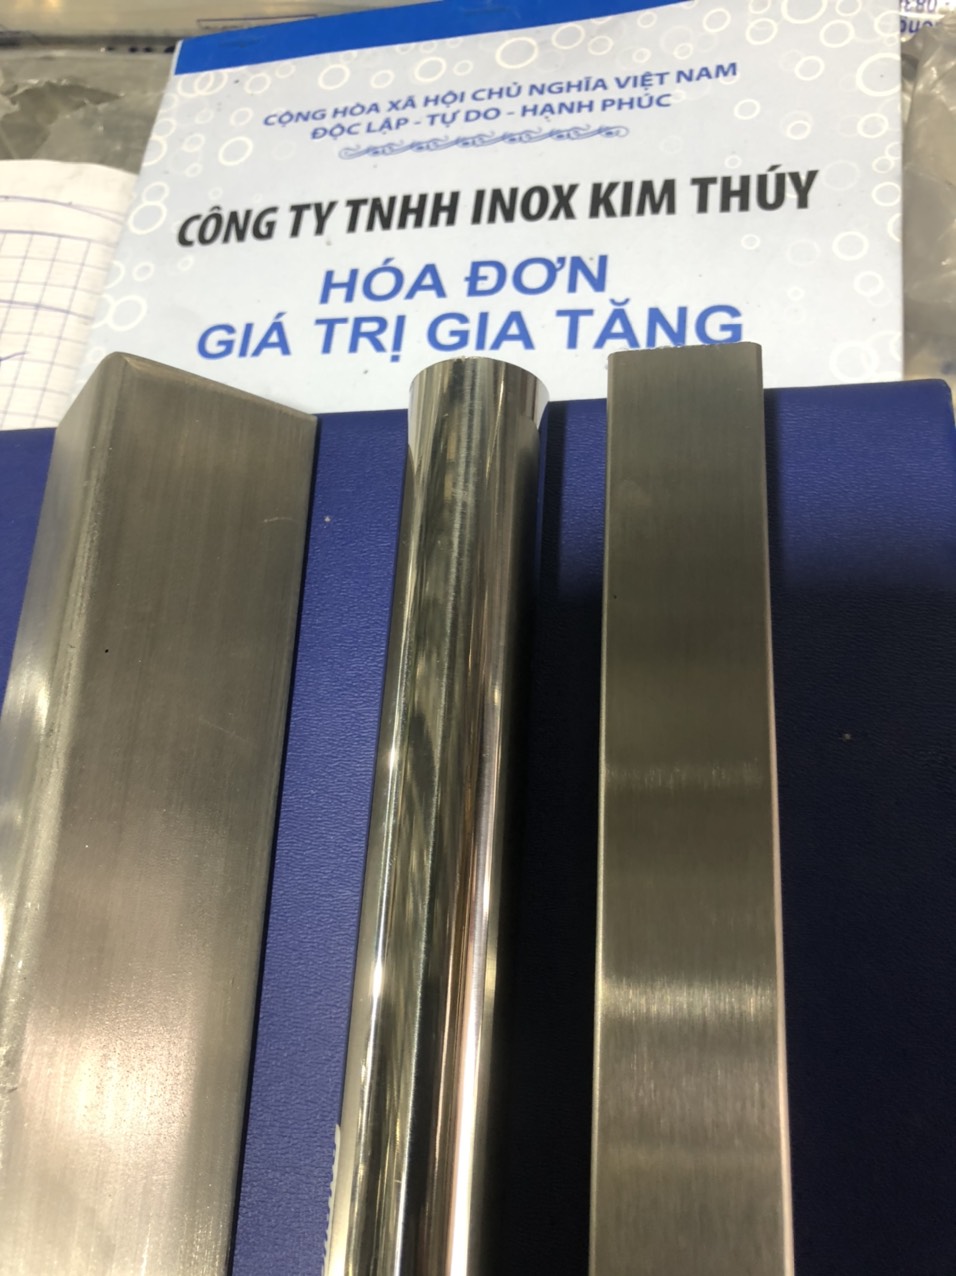 CỘNG HÒA XÃ HỘI CHỦ NGHĨA VIỆT NAM
ĐỘC LẬP - TỰ DO - HẠNH PHÚC
CÔNG TY TNHH INOX KIM THÚY
HÓA ĐƠN
GIÁ TRỊ GIA TĂNG